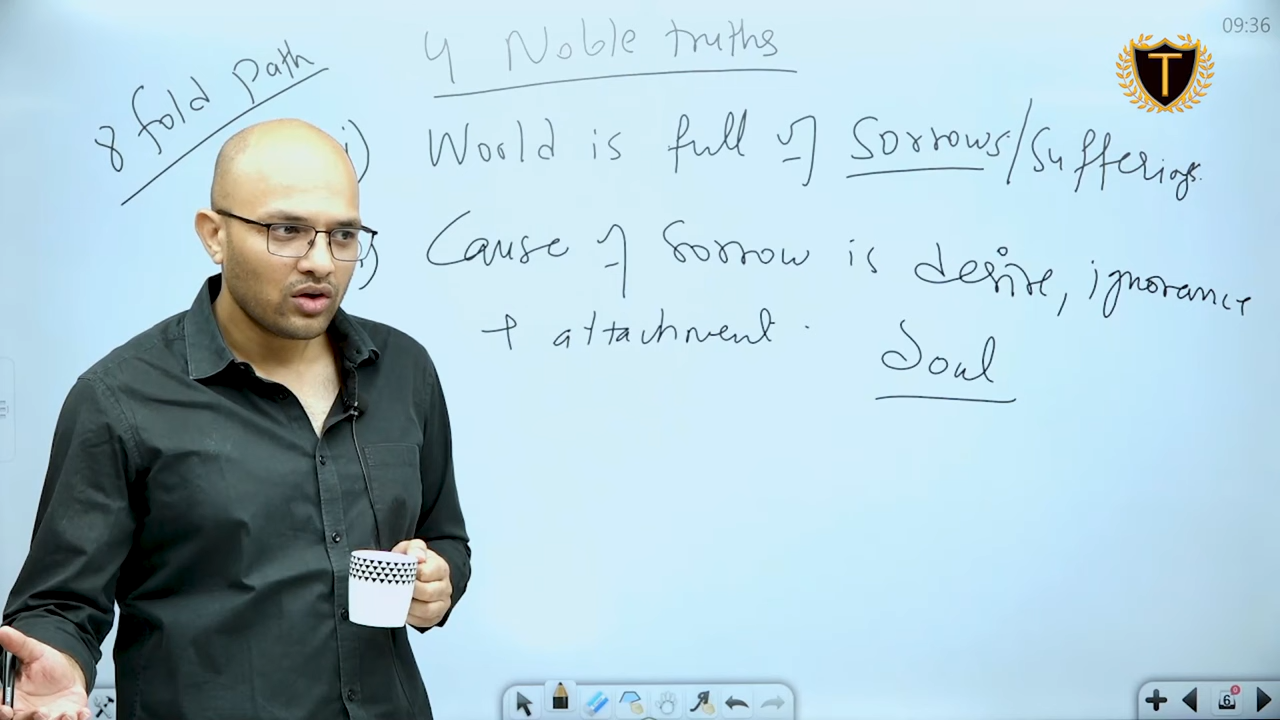 09:36
T
4 Noble truths
8 fold path
i) World is full of sorrows/sufferings.
) Cause of sorrow is desire, ignorance
+ attachment.
Soul
6